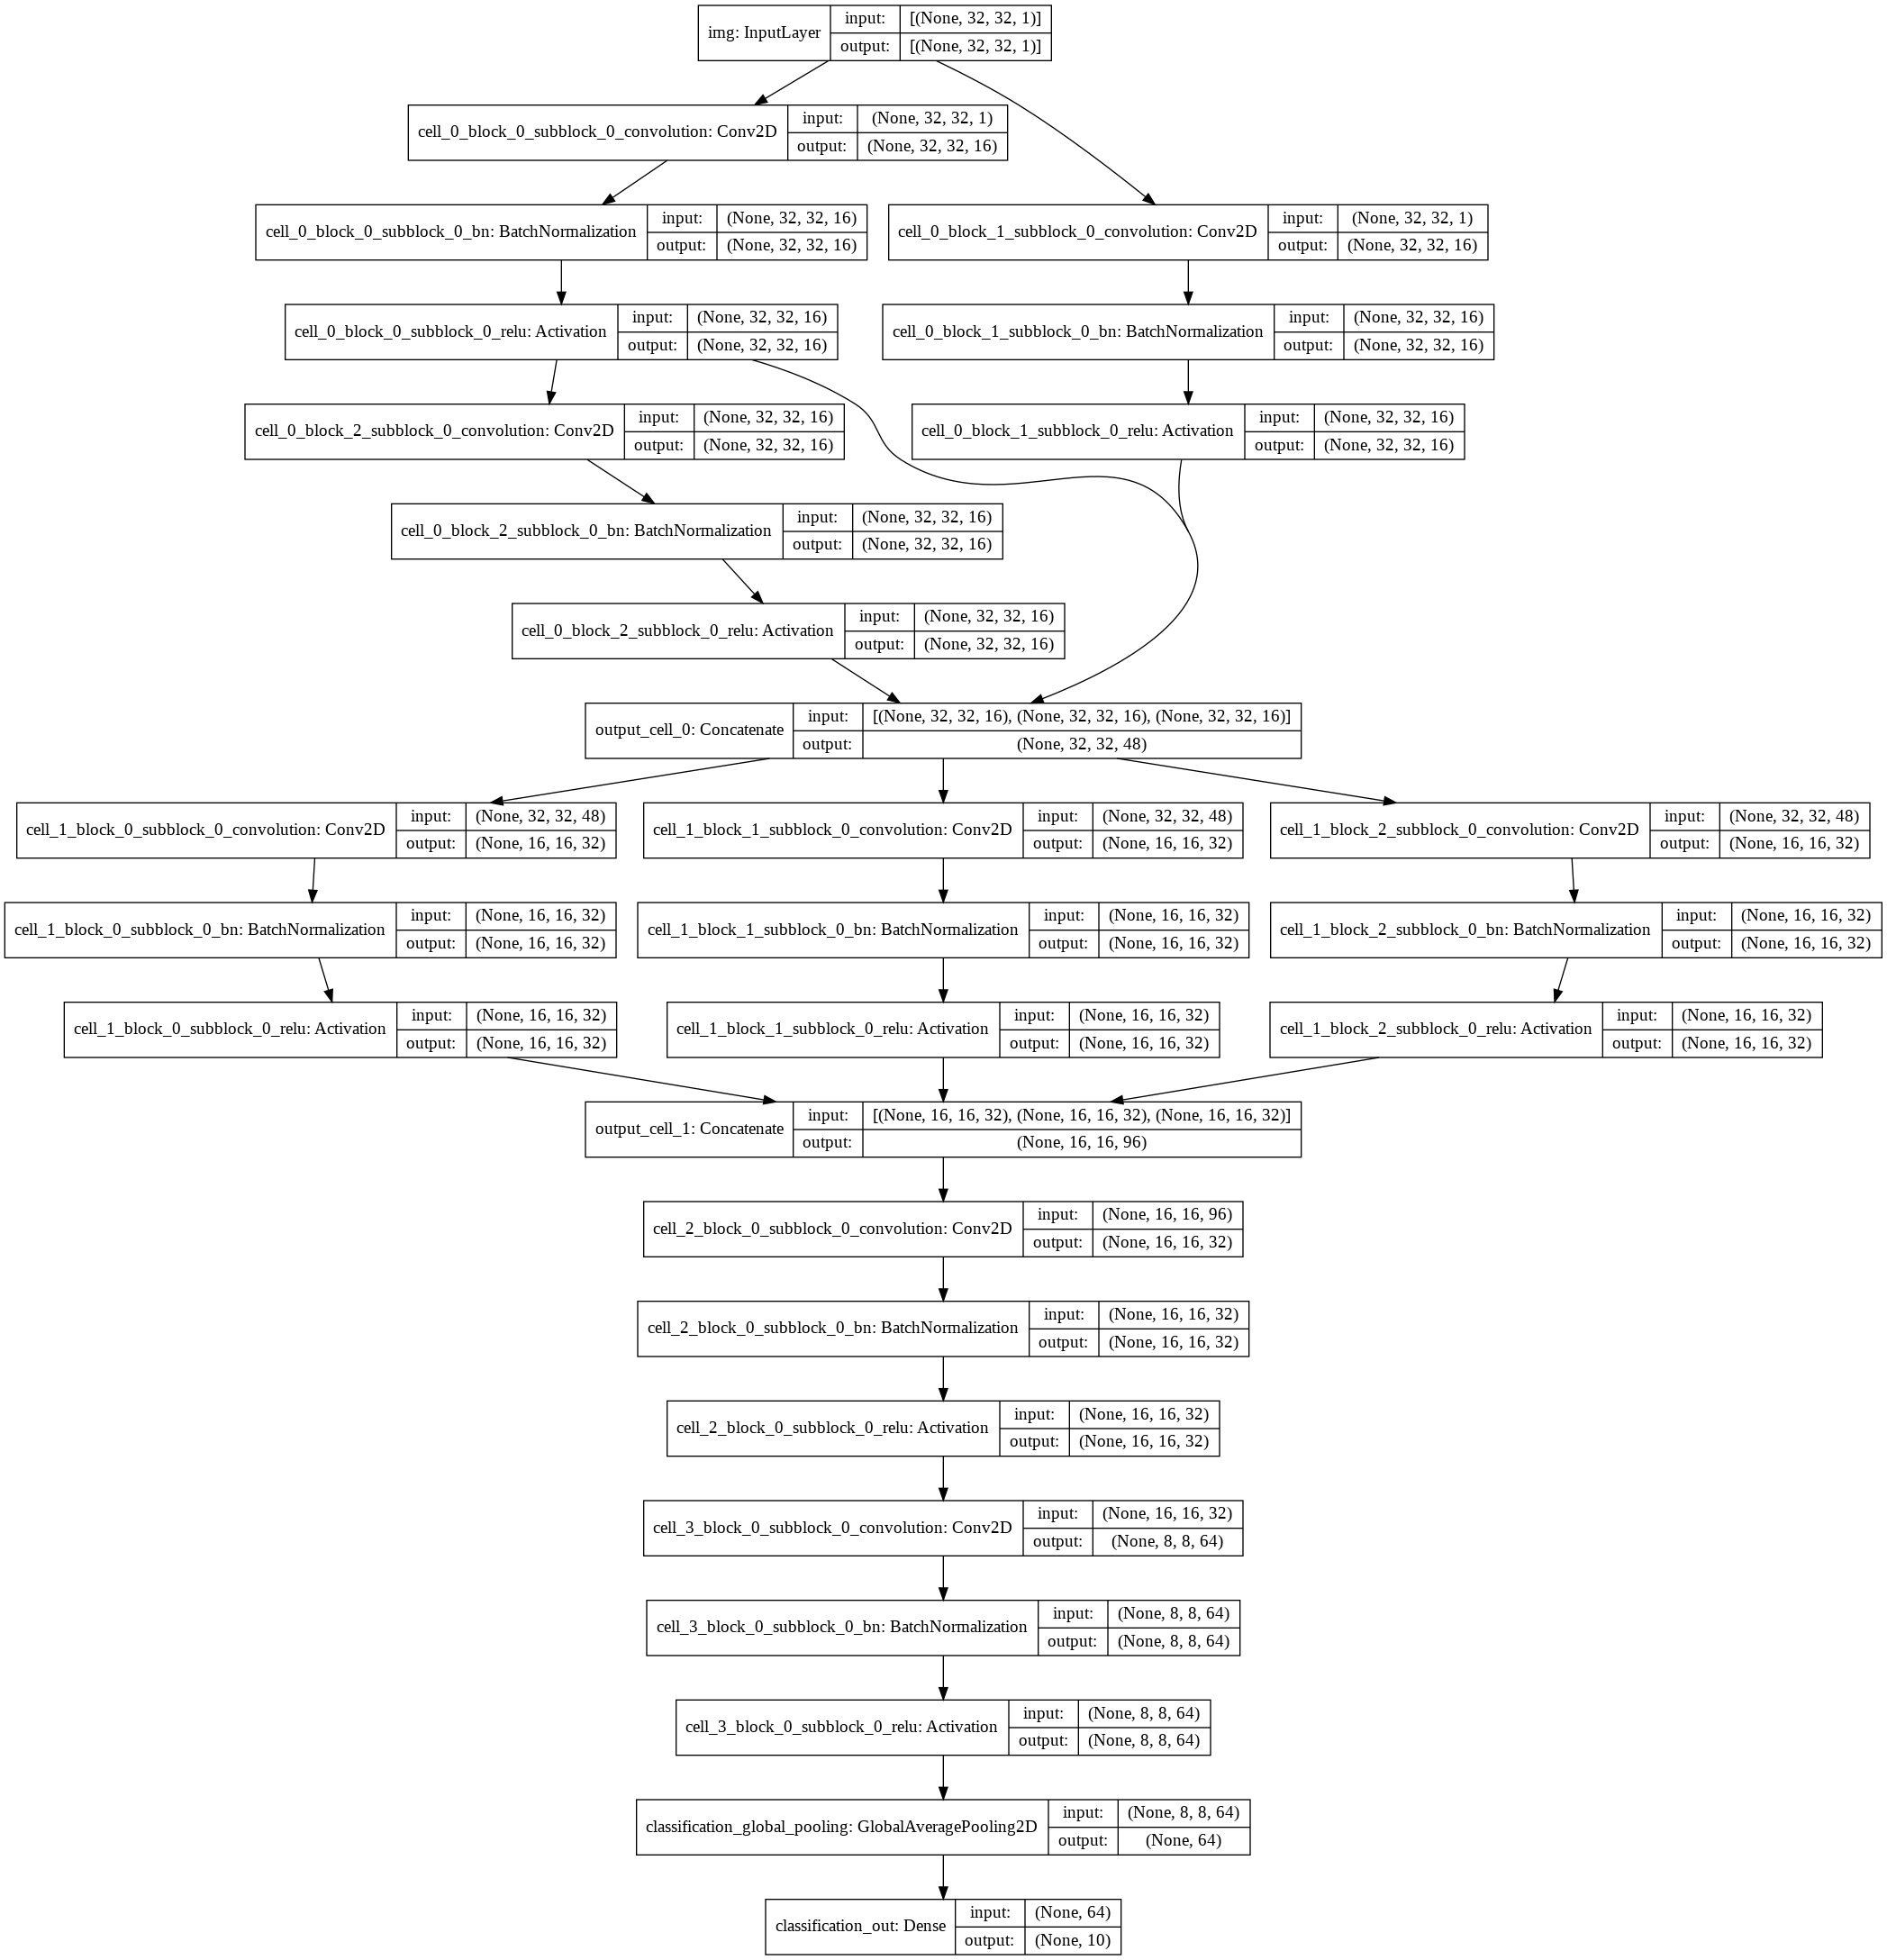 img: InputLayer
input: [(None, 32, 32, 1)]
output: [(None, 32, 32, 1)]
cell_0_block_0_subblock_0_convolution: Conv2D
input: (None, 32, 32, 1)
output: (None, 32, 32, 16)
cell_0_block_0_subblock_0_bn: BatchNormalization
input: (None, 32, 32, 16)
output: (None, 32, 32, 16)
cell_0_block_1_subblock_0_convolution: Conv2D
input: (None, 32, 32, 1)
output: (None, 32, 32, 16)
cell_0_block_0_subblock_0_relu: Activation
input: (None, 32, 32, 16)
output: (None, 32, 32, 16)
cell_0_block_1_subblock_0_bn: BatchNormalization
input: (None, 32, 32, 16)
output: (None, 32, 32, 16)
cell_0_block_2_subblock_0_convolution: Conv2D
input: (None, 32, 32, 16)
output: (None, 32, 32, 16)
cell_0_block_1_subblock_0_relu: Activation
input: (None, 32, 32, 16)
output: (None, 32, 32, 16)
cell_0_block_2_subblock_0_bn: BatchNormalization
input: (None, 32, 32, 16)
output: (None, 32, 32, 16)
cell_0_block_2_subblock_0_relu: Activation
input: (None, 32, 32, 16)
output: (None, 32, 32, 16)
output_cell_0: Concatenate
input: [(None, 32, 32, 16), (None, 32, 32, 16), (None, 32, 32, 16)]
output: (None, 32, 32, 48)
cell_1_block_0_subblock_0_convolution: Conv2D
input: (None, 32, 32, 48)
output: (None, 16, 16, 32)
cell_1_block_1_subblock_0_convolution: Conv2D
input: (None, 32, 32, 48)
output: (None, 16, 16, 32)
cell_1_block_2_subblock_0_convolution: Conv2D
input: (None, 32, 32, 48)
output: (None, 16, 16, 32)
cell_1_block_0_subblock_0_bn: BatchNormalization
input: (None, 16, 16, 32)
output: (None, 16, 16, 32)
cell_1_block_1_subblock_0_bn: BatchNormalization
input: (None, 16, 16, 32)
output: (None, 16, 16, 32)
cell_1_block_2_subblock_0_bn: BatchNormalization
input: (None, 16, 16, 32)
output: (None, 16, 16, 32)
cell_1_block_0_subblock_0_relu: Activation
input: (None, 16, 16, 32)
output: (None, 16, 16, 32)
cell_1_block_1_subblock_0_relu: Activation
input: (None, 16, 16, 32)
output: (None, 16, 16, 32)
cell_1_block_2_subblock_0_relu: Activation
input: (None, 16, 16, 32)
output: (None, 16, 16, 32)
output_cell_1: Concatenate
input: [(None, 16, 16, 32), (None, 16, 16, 32), (None, 16, 16, 32)]
output: (None, 16, 16, 96)
cell_2_block_0_subblock_0_convolution: Conv2D
input: (None, 16, 16, 96)
output: (None, 16, 16, 32)
cell_2_block_0_subblock_0_bn: BatchNormalization
input: (None, 16, 16, 32)
output: (None, 16, 16, 32)
cell_2_block_0_subblock_0_relu: Activation
input: (None, 16, 16, 32)
output: (None, 16, 16, 32)
cell_3_block_0_subblock_0_convolution: Conv2D
input: (None, 16, 16, 32)
output: (None, 8, 8, 64)
cell_3_block_0_subblock_0_bn: BatchNormalization
input: (None, 8, 8, 64)
output: (None, 8, 8, 64)
cell_3_block_0_subblock_0_relu: Activation
input: (None, 8, 8, 64)
output: (None, 8, 8, 64)
classification_global_pooling: GlobalAveragePooling2D
input: (None, 8, 8, 64)
output: (None, 64)
classification_out: Dense
input: (None, 64)
output: (None, 10)